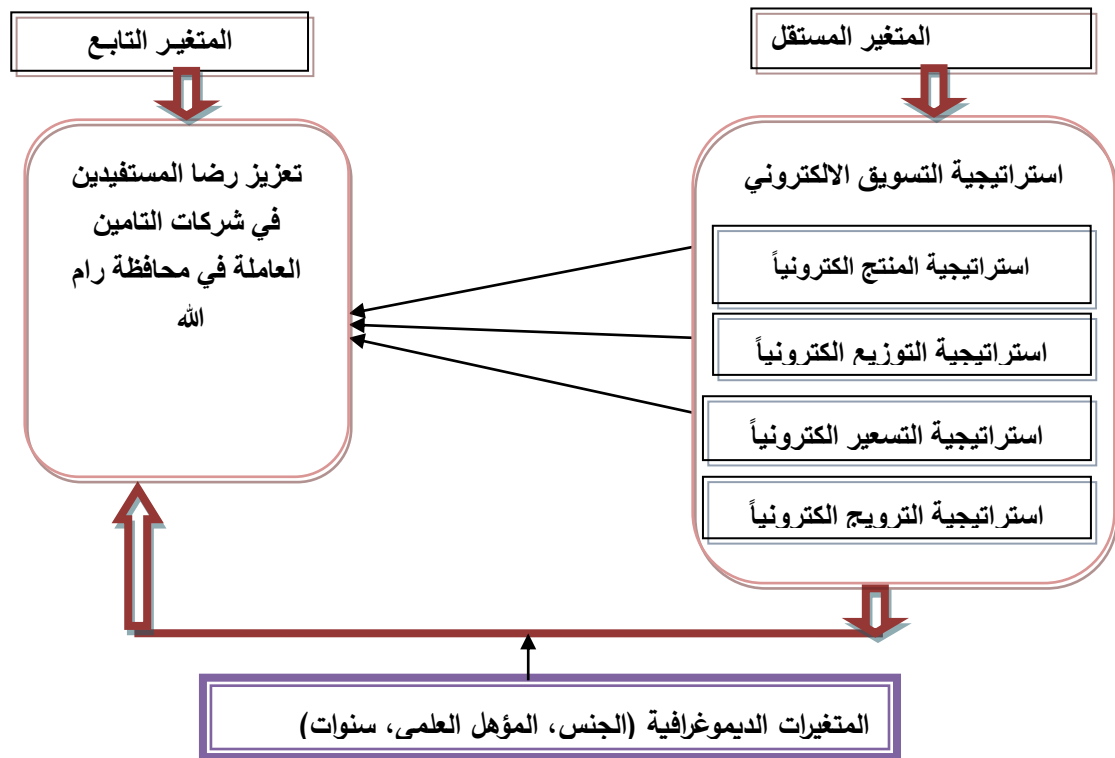 المتغير المستقل
المتغير التابع
استراتيجية التسويق الالكتروني
استراتيجية المنتج الكترونياً
استراتيجية التوزيع الكترونياً
استراتيجية التسعير الكترونياً
استراتيجية الترويج الكترونياً
تعزيز رضا المستفيدين
في شركات التامين
العاملة في محافظة رام
الله
المتغيرات الديموغرافية (الجنس، المؤهل العلمي، سنوات)